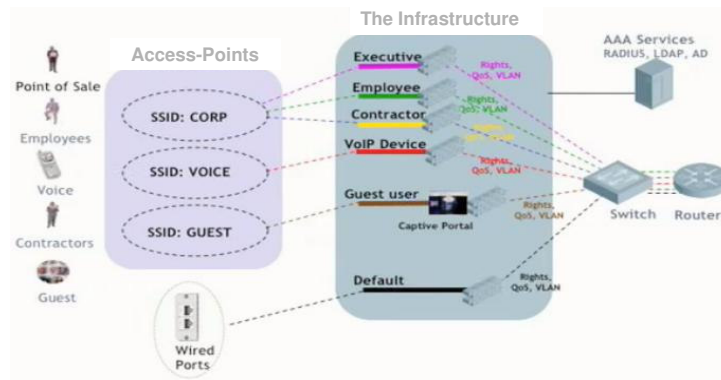 The Infrastructure
Access-Points
AAA Services
RADIUS, LDAP, AD
Point of Sale
Employees
Voice
Contractors
Guest
SSID: CORP
SSID: VOICE
SSID: GUEST
Wired
Ports
Executive
Rights,
QoS, VLAN
Employee
Rights,
QoS, VLAN
Contractor
VoIP Device
Rights,
QoS, VLAN
Guest user
Captive Portal
Rights,
QoS, VLAN
Default
Rights,
QoS, VLAN
Switch
Router